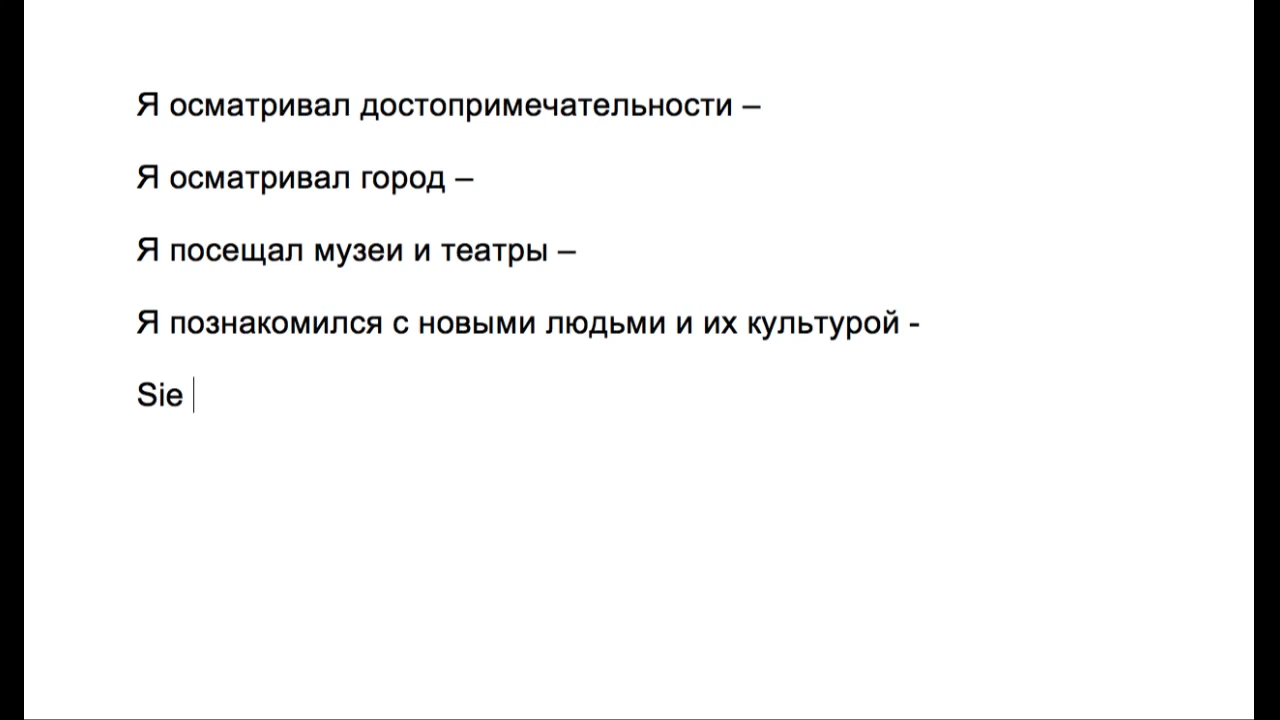 Я осматривал достопримечательности –
Я осматривал город –
Я посещал музеи и театры –
Я познакомился с новыми людьми и их культурой -
Sie